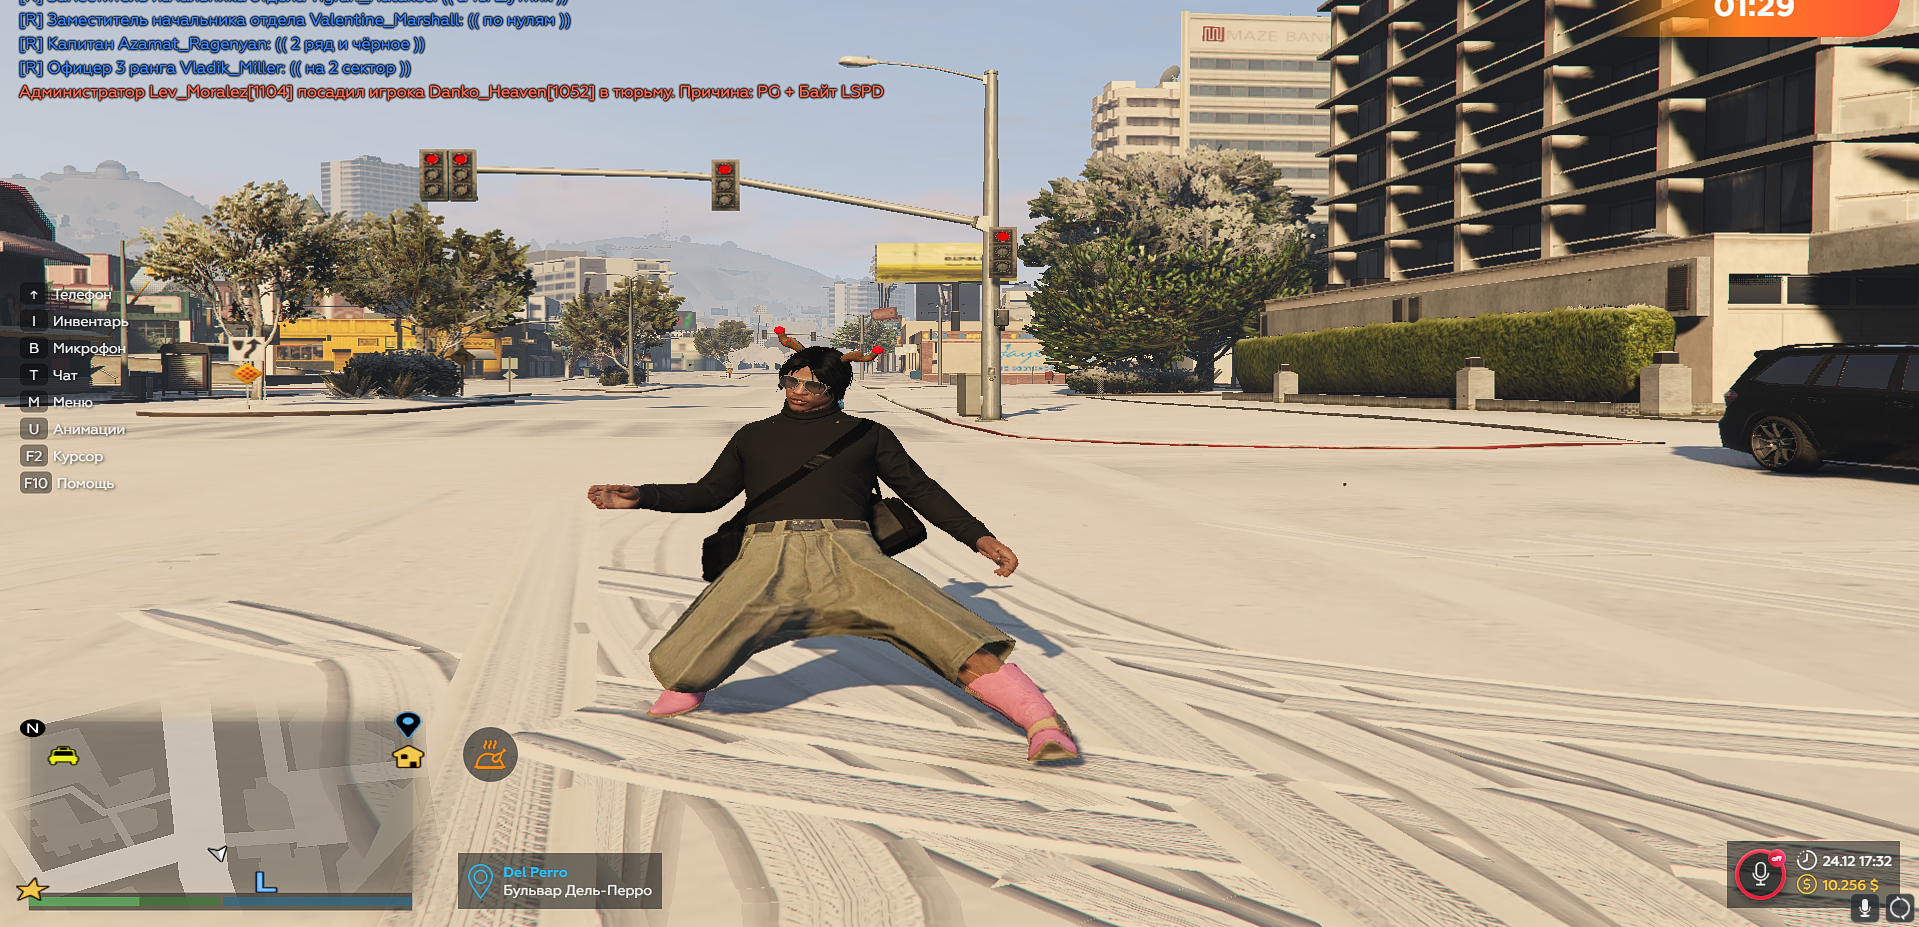 01:29
[R] Заместитель начальника отдела Valentine_Marshall: (( по нулям ))
[R] Капитан Azamat_Ragenyan: (( 2 ряд и чёрное ))
[R] Офицер 3 ранга Vladik_Miller: (( на 2 сектор ))
Администратор Lev_Moralez[1104] посадил игрока Danko_Heaven[1052] в тюрьму. Причина: PG + Байт LSPD
MAZE BANK
↑ Телефон
I Инвентарь
B Микрофон
T Чат
M Меню
U Анимации
F2 Курсор
F10 Помощь
N
L
Del Perro
Бульвар Дель-Перро
off
24.12 17:32
$ 10.256 $